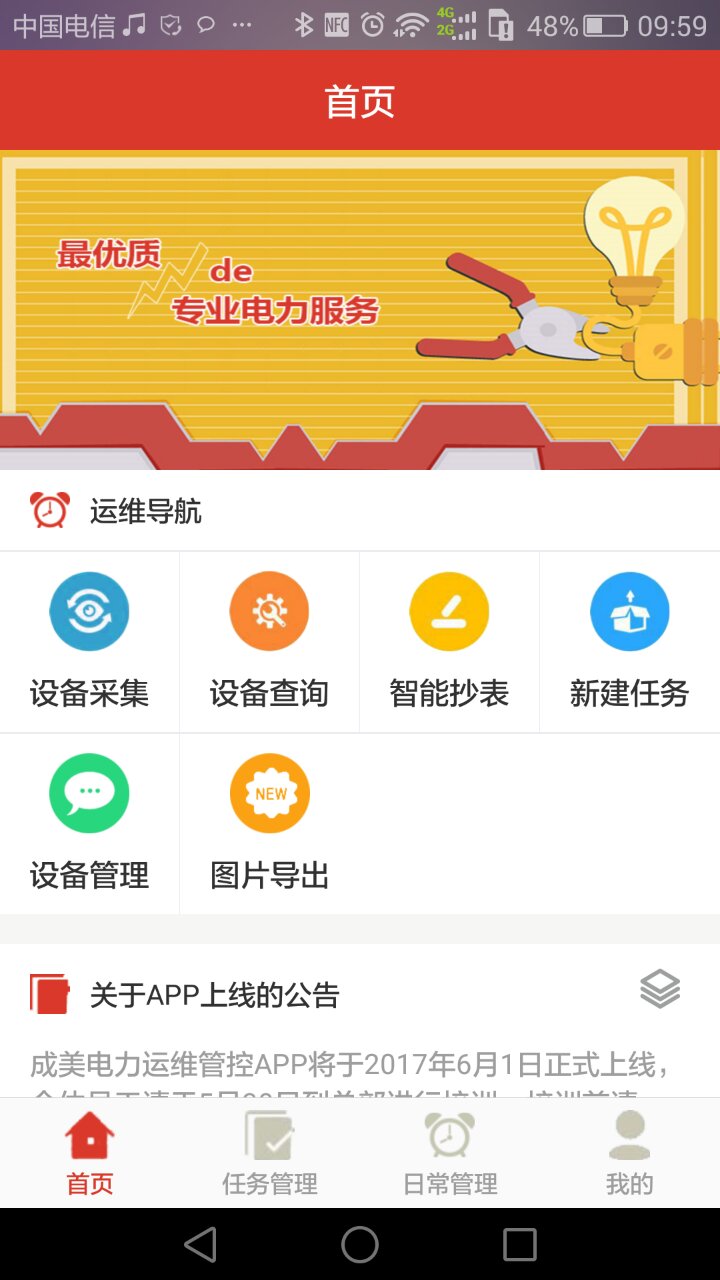 中国电信
NFC
4G
2G
48%
09:59
首页
最优质
de
专业电力服务
运维导航
设备采集
设备查询
智能抄表
新建任务
NEW
设备管理
图片导出
关于APP上线的公告
成美电力运维管控APP将于2017年6月1日正式上线，
首页
任务管理
日常管理
我的